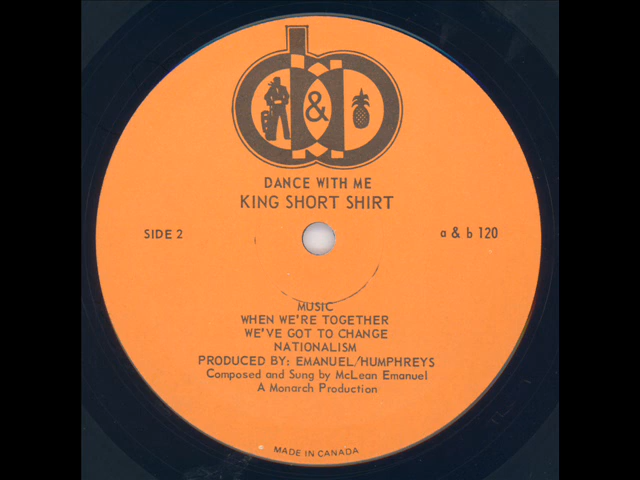 &
DANCE WITH ME
KING SHORT SHIRT
SIDE 2
a & b 120
MUSIC
WHEN WE'RE TOGETHER
WE'VE GOT TO CHANGE
NATIONALISM
PRODUCED BY: EMANUEL/HUMPHREYS
Composed and Sung by McLean Emanuel
A Monarch Production
MADE IN CANADA